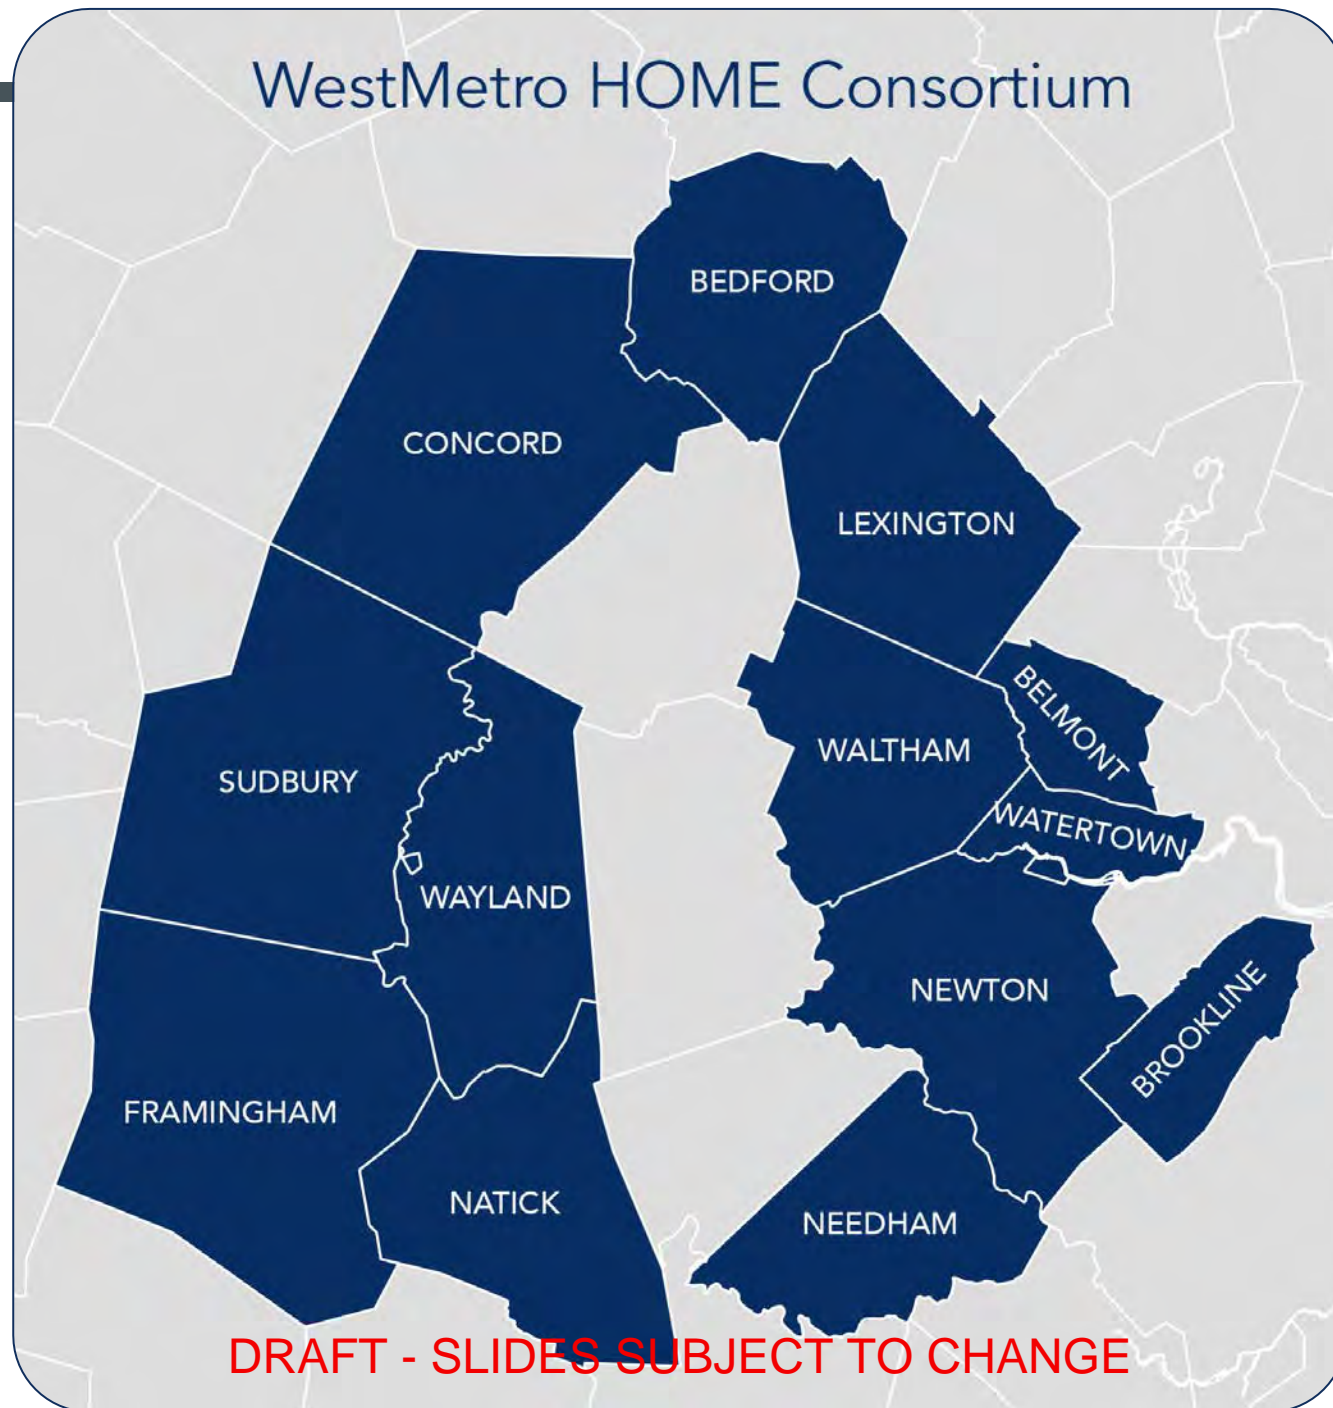 WestMetro HOME Consortium
BEDFORD
CONCORD
LEXINGTON
BELMONT
WALTHAM
SUDBURY
WATERTOWN
WAYLAND
NEWTON
BROOKLINE
FRAMINGHAM
NATICK
NEEDHAM
DRAFT - SLIDES SUBJECT TO CHANGE